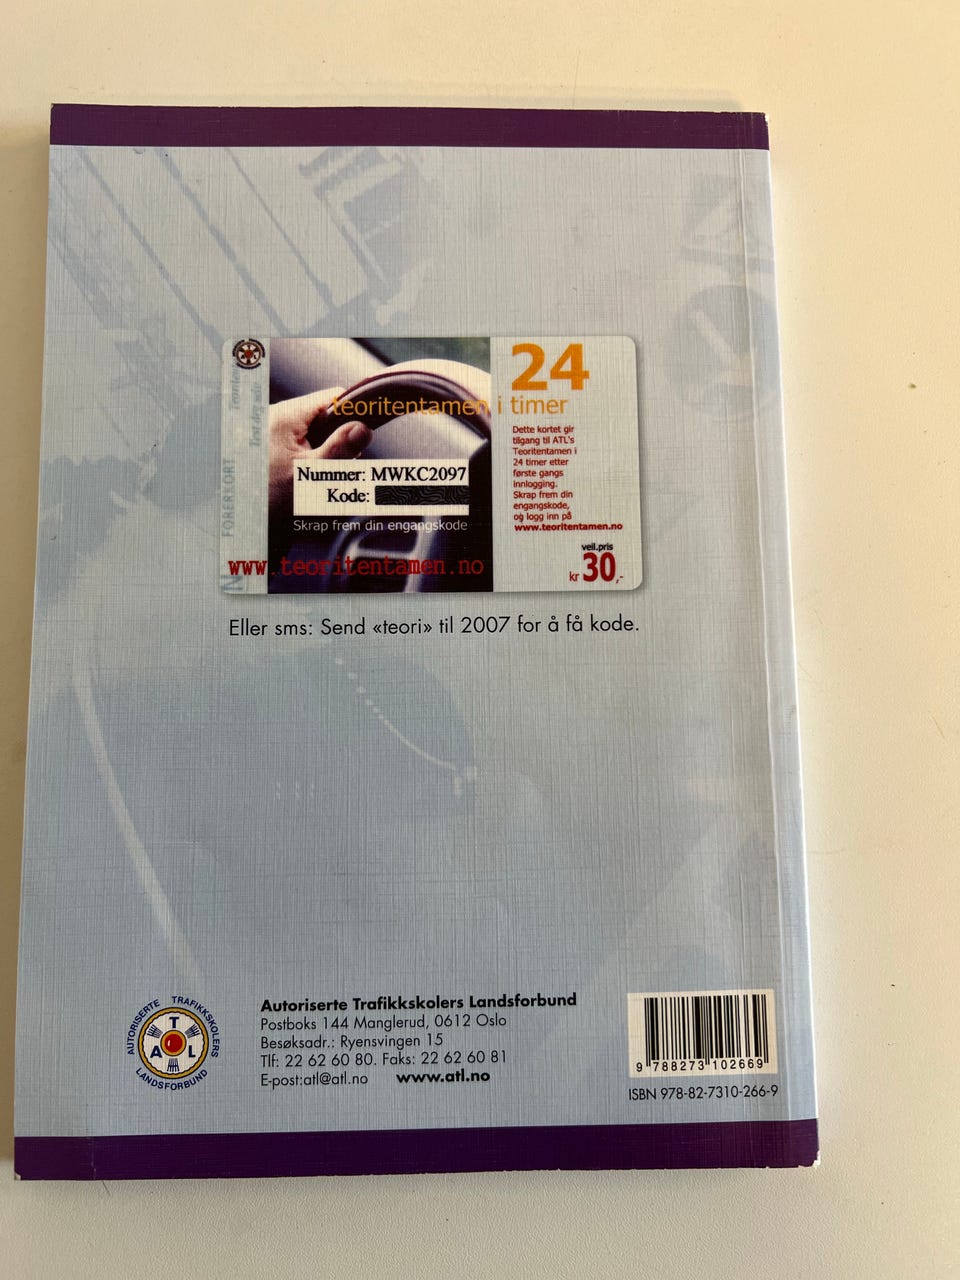 24
teoritentamen i timer
Dette kortet gir
tilgang til ATL's
Teoritentamen i
24 timer etter
første gangs
innlogging.
Skrap frem din
engangskode,
og logg inn på
www.teoritentamen.no
Nummer: MWKC2097
Kode:
Skrap frem din engangskode
www.teoritentamen.no
veil.pris
kr 30,-
FØRERKORT
Eller sms: Send «teori» til 2007 for å få kode.
AUTORISERTE TRAFIKKSKOLERS
LANDSFORBUND
A T L
Autoriserte Trafikkskolers Landsforbund
Postboks 144 Manglerud, 0612 Oslo
Besøksadr.: Ryensvingen 15
Tlf: 22 62 60 80. Faks: 22 62 60 81
E-post:atl@atl.no www.atl.no
9 788273 102669
ISBN 978-82-7310-266-9